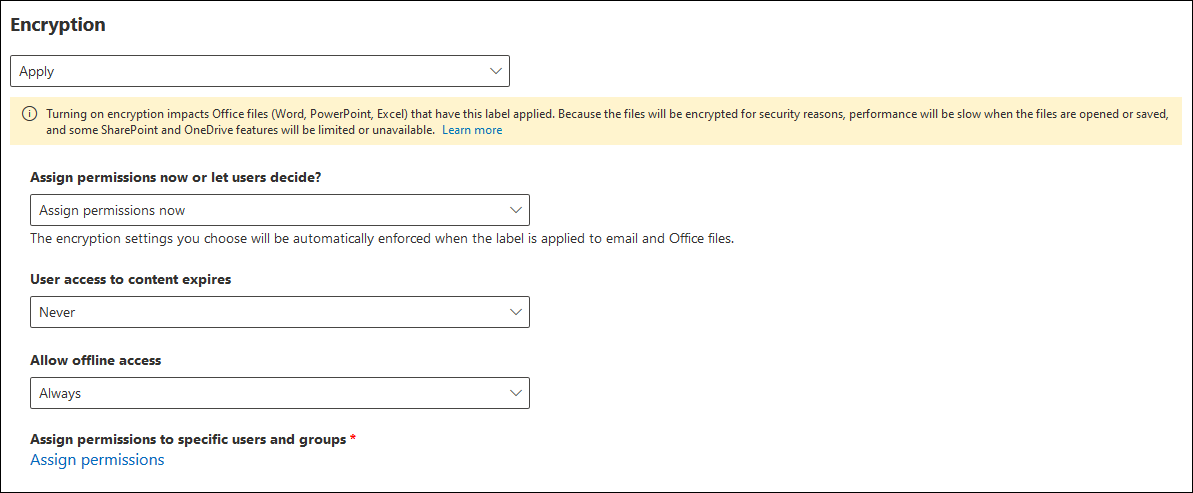 Encryption
Apply
Turning on encryption impacts Office files (Word, PowerPoint, Excel) that have this label applied. Because the files will be encrypted for security reasons, performance will be slow when the files are opened or saved,
and some SharePoint and OneDrive features will be limited or unavailable. Learn more
Assign permissions now or let users decide?
Assign permissions now
The encryption settings you choose will be automatically enforced when the label is applied to email and Office files.
User access to content expires
Never
Allow offline access
Always
Assign permissions to specific users and groups *
Assign permissions